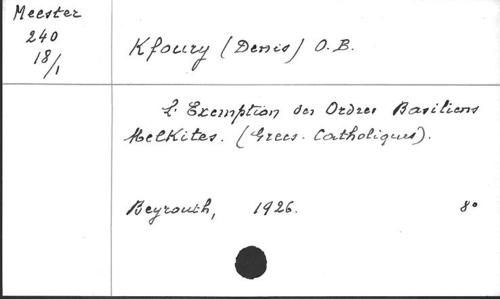 Meester
240
18/1
Kfoury (Denis) O.B.
L'Exemption des Ordres Basiliens
Melkites. (Grecs-Catholiques).
Beyrouth, 1926. 8°